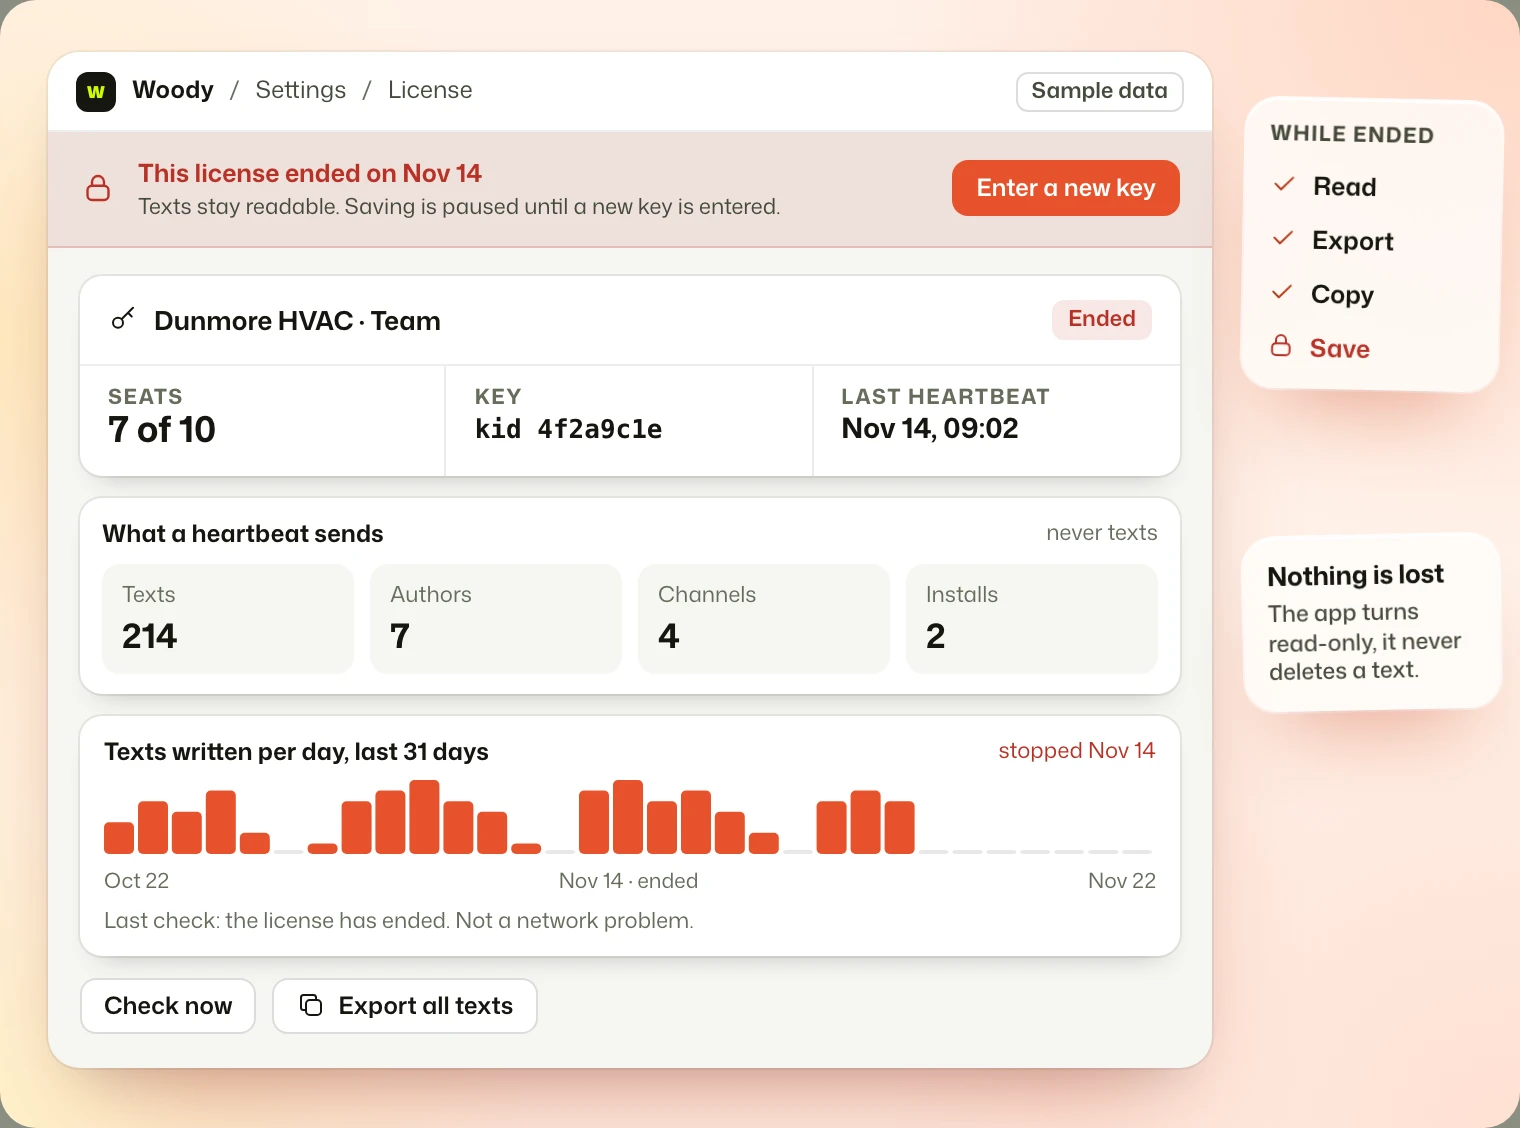 w Woody / Settings / License
Sample data
This license ended on Nov 14
Texts stay readable. Saving is paused until a new key is entered.
Enter a new key
Dunmore HVAC · Team
Ended
SEATS
7 of 10
KEY
kid 4f2a9c1e
LAST HEARTBEAT
Nov 14, 09:02
What a heartbeat sends
never texts
Texts
214
Authors
7
Channels
4
Installs
2
Texts written per day, last 31 days
stopped Nov 14
Oct 22
Nov 14 · ended
Nov 22
Last check: the license has ended. Not a network problem.
Check now
Export all texts
WHILE ENDED
Read
Export
Copy
Save
Nothing is lost
The app turns
read-only, it never
deletes a text.